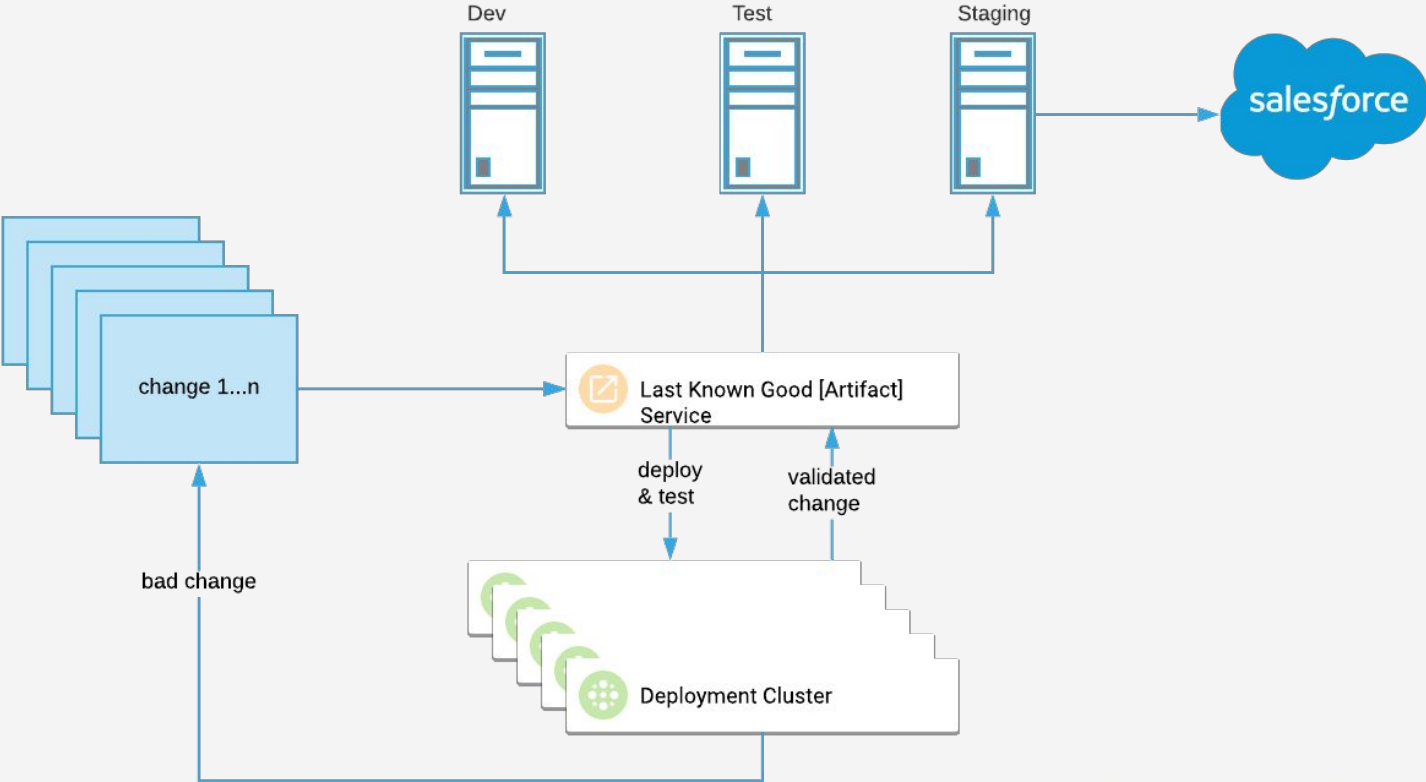 Dev
Test
Staging
salesforce
change 1...n
Last Known Good [Artifact]
Service
deploy
& test
validated
change
bad change
Deployment Cluster